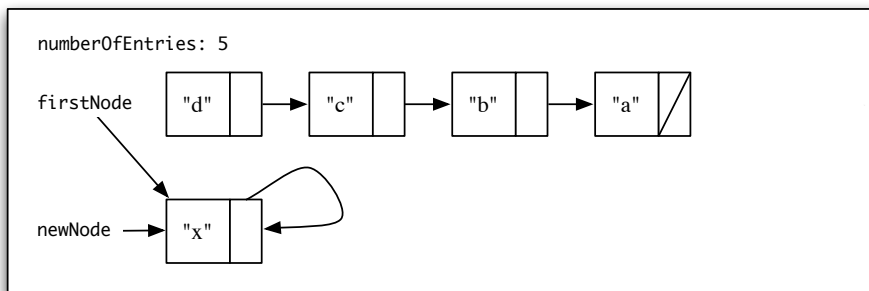 numberOfEntries: 5
firstNode "d" "c" "b" "a"
newNode "x"